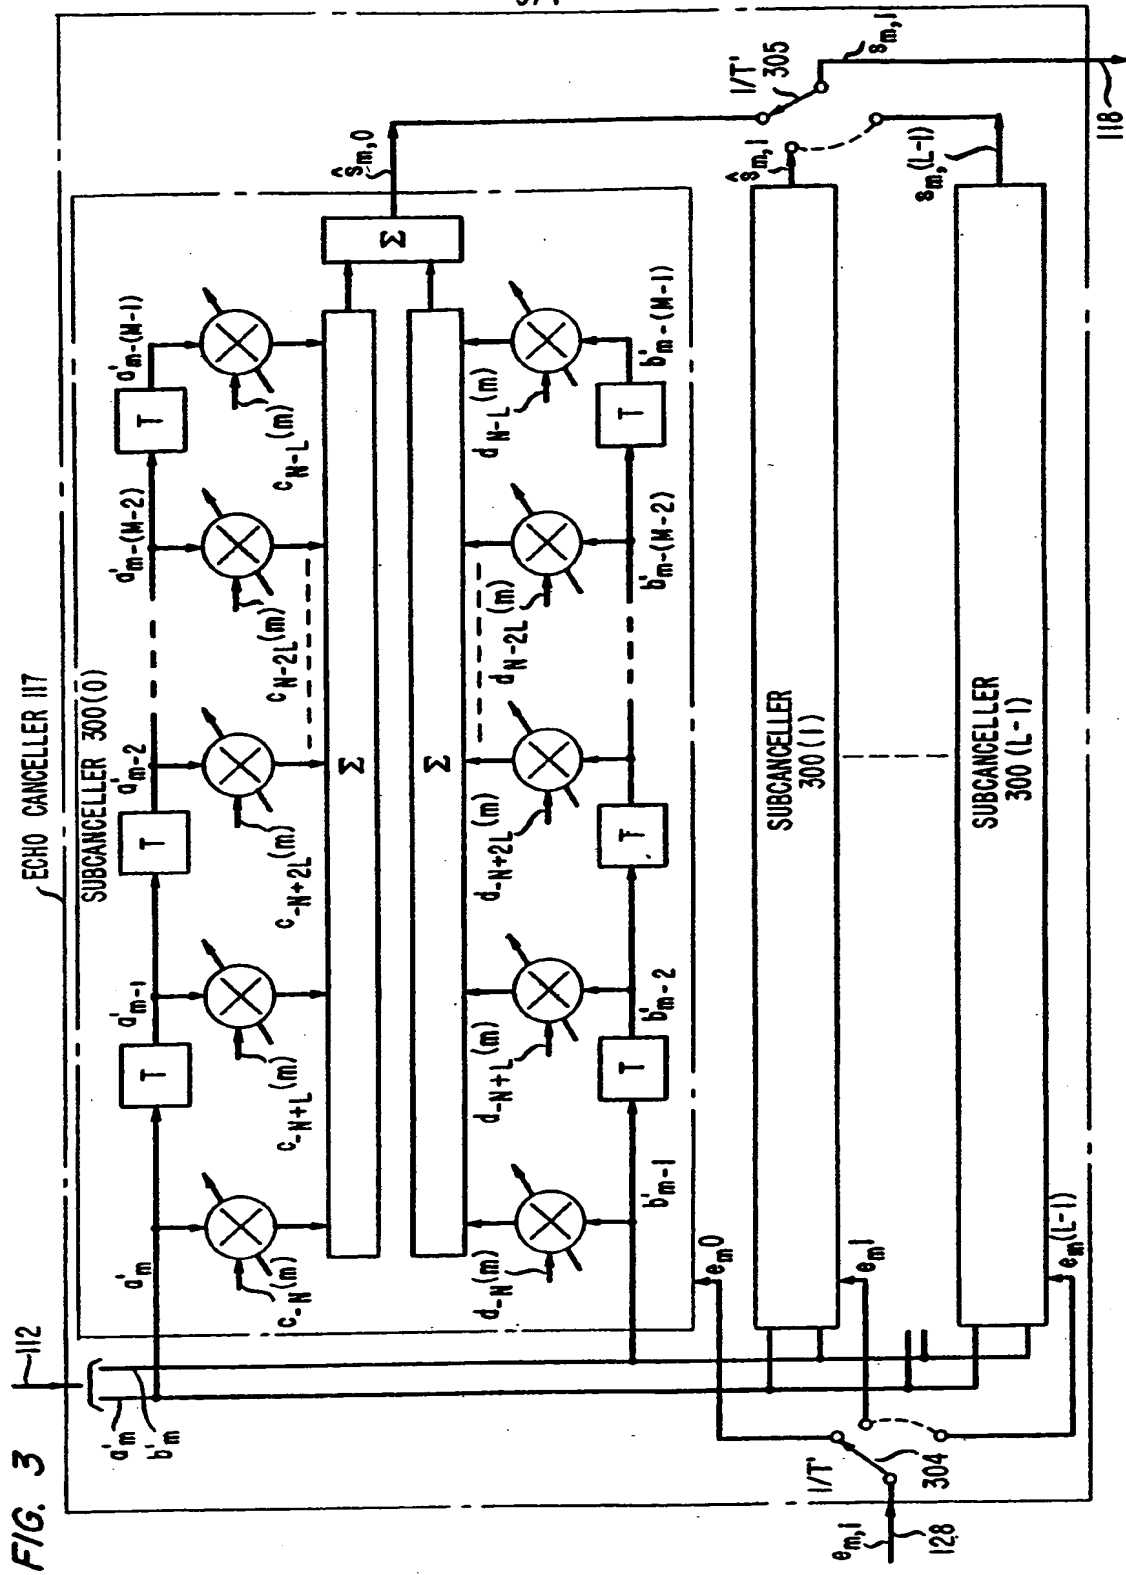 FIG. 3
112
ECHO CANCELLER 117
a'm
b'm
SUBCANCELLER 300(0)
a'm
a'm-1
a'm-2
a'm-(M-2)
a'm-(M-1)
T
T
T
c-N(m)
c-N+L(m)
c-N+2L(m)
cN-2L(m)
cN-L(m)
Σ
Σ
Σ
ŝm,0
d-N(m)
d-N+L(m)
d-N+2L(m)
dN-2L(m)
dN-L(m)
T
T
T
b'm-1
b'm-2
b'm-(M-2)
b'm-(M-1)
em0
SUBCANCELLER
300(1)
em1
ŝm,1
SUBCANCELLER
300(L-1)
em(L-1)
sm,(L-1)
1/T'
304
em,i
128
1/T'
305
sm,i
118